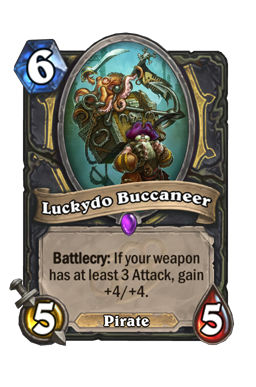 6
Luckydo Buccaneer
Battlecry: If your weapon
has at least 3 Attack, gain
+4/+4.
5
Pirate
5